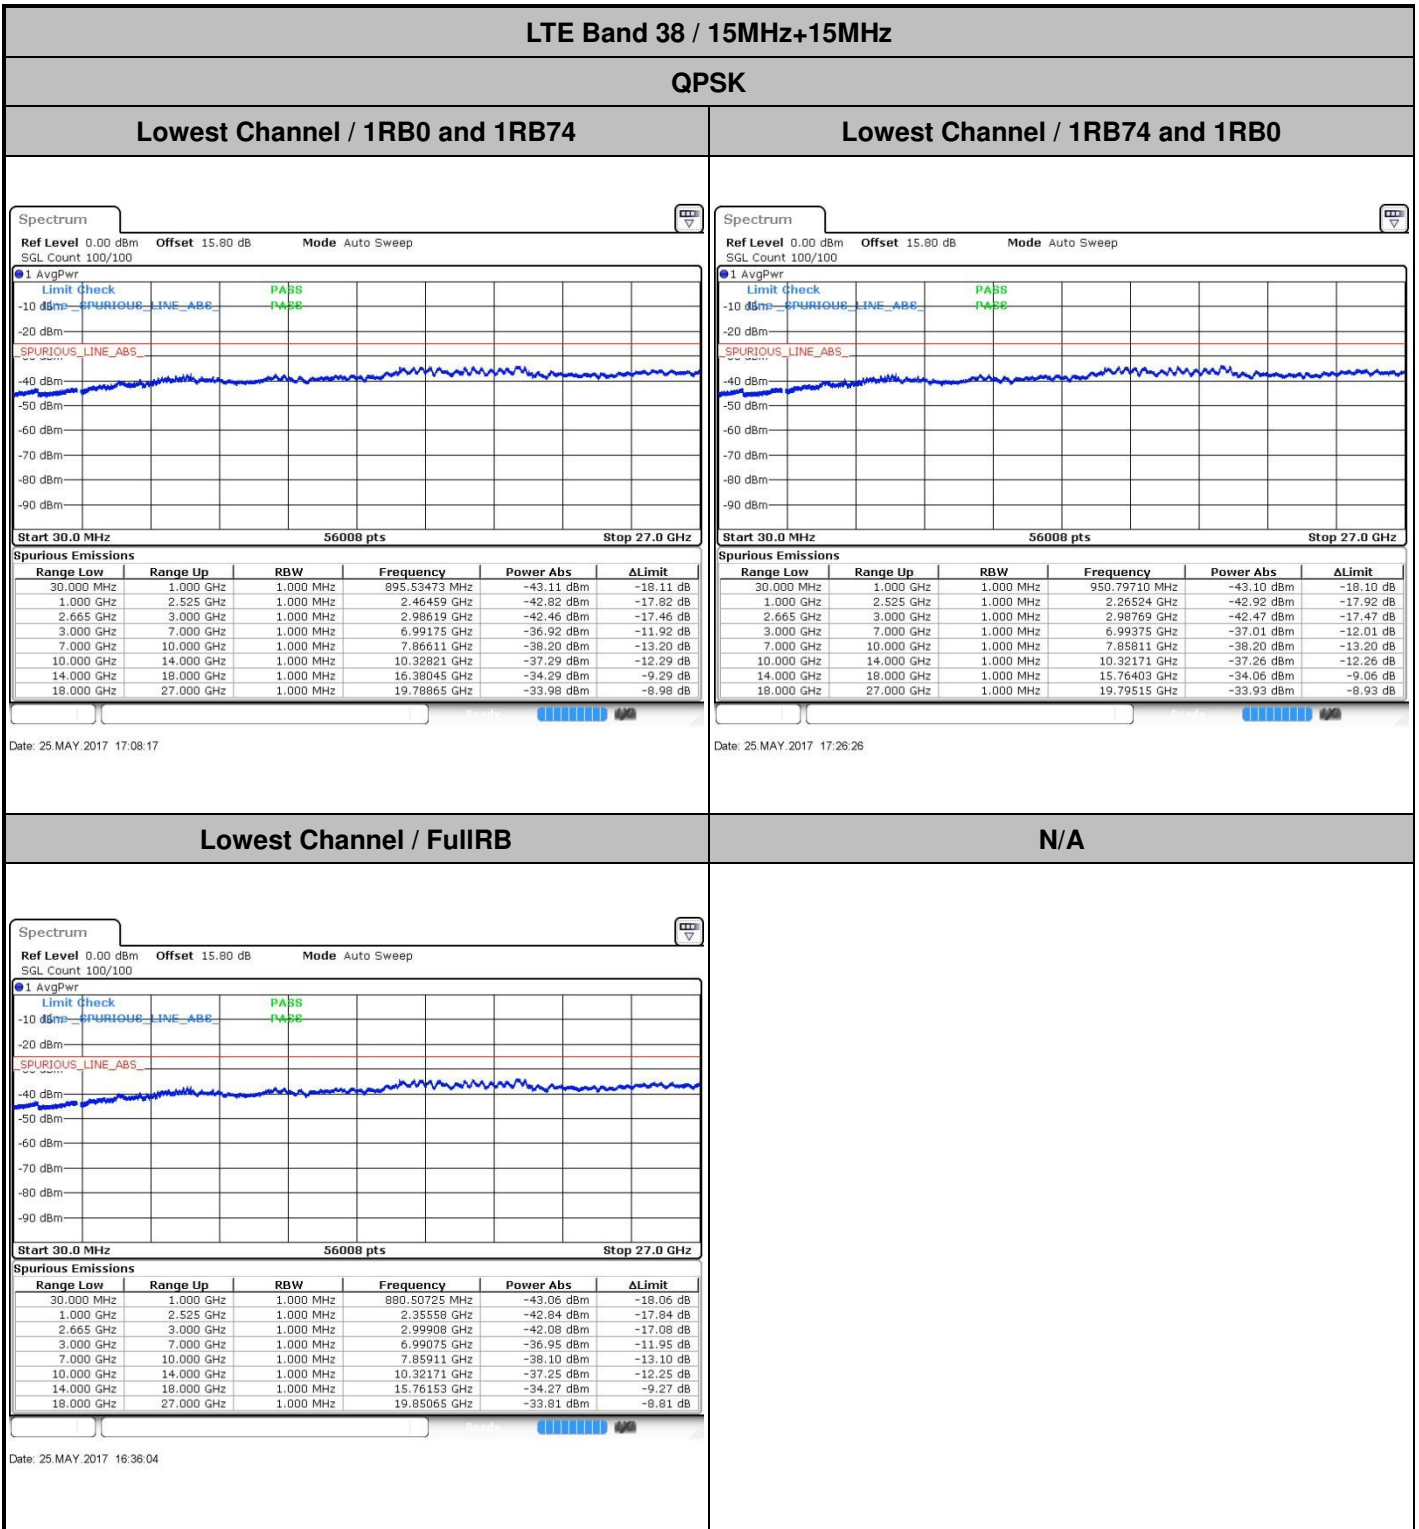 LTE Band 38 / 15MHz+15MHz
QPSK
Lowest Channel / 1RB0 and 1RB74
Lowest Channel / 1RB74 and 1RB0
Spectrum
Ref Level 0.00 dBm Offset 15.80 dB Mode Auto Sweep
SGL Count 100/100
1 AvgPwr
Limit Check PASS
-10 dBm Line _SPURIOUS_LINE_ABS_ PASS
-20 dBm
_SPURIOUS_LINE_ABS_
-40 dBm
-50 dBm
-60 dBm
-70 dBm
-80 dBm
-90 dBm
Start 30.0 MHz 56008 pts Stop 27.0 GHz
Spurious Emissions
Range Low Range Up RBW Frequency Power Abs ΔLimit
30.000 MHz 1.000 GHz 1.000 MHz 895.53473 MHz -43.11 dBm -18.11 dB
1.000 GHz 2.525 GHz 1.000 MHz 2.46459 GHz -42.82 dBm -17.82 dB
2.665 GHz 3.000 GHz 1.000 MHz 2.98619 GHz -42.46 dBm -17.46 dB
3.000 GHz 7.000 GHz 1.000 MHz 6.99175 GHz -36.92 dBm -11.92 dB
7.000 GHz 10.000 GHz 1.000 MHz 7.86611 GHz -38.20 dBm -13.20 dB
10.000 GHz 14.000 GHz 1.000 MHz 10.32821 GHz -37.29 dBm -12.29 dB
14.000 GHz 18.000 GHz 1.000 MHz 16.38045 GHz -34.29 dBm -9.29 dB
18.000 GHz 27.000 GHz 1.000 MHz 19.78865 GHz -33.98 dBm -8.98 dB
Ready
Date: 25.MAY.2017 17:08:17
Spectrum
Ref Level 0.00 dBm Offset 15.80 dB Mode Auto Sweep
SGL Count 100/100
1 AvgPwr
Limit Check PASS
-10 dBm Line _SPURIOUS_LINE_ABS_ PASS
-20 dBm
_SPURIOUS_LINE_ABS_
-40 dBm
-50 dBm
-60 dBm
-70 dBm
-80 dBm
-90 dBm
Start 30.0 MHz 56008 pts Stop 27.0 GHz
Spurious Emissions
Range Low Range Up RBW Frequency Power Abs ΔLimit
30.000 MHz 1.000 GHz 1.000 MHz 950.79710 MHz -43.10 dBm -18.10 dB
1.000 GHz 2.525 GHz 1.000 MHz 2.26524 GHz -42.92 dBm -17.92 dB
2.665 GHz 3.000 GHz 1.000 MHz 2.98769 GHz -42.47 dBm -17.47 dB
3.000 GHz 7.000 GHz 1.000 MHz 6.99375 GHz -37.01 dBm -12.01 dB
7.000 GHz 10.000 GHz 1.000 MHz 7.85811 GHz -38.20 dBm -13.20 dB
10.000 GHz 14.000 GHz 1.000 MHz 10.32171 GHz -37.26 dBm -12.26 dB
14.000 GHz 18.000 GHz 1.000 MHz 15.76403 GHz -34.06 dBm -9.06 dB
18.000 GHz 27.000 GHz 1.000 MHz 19.79515 GHz -33.93 dBm -8.93 dB
Ready
Date: 25.MAY.2017 17:26:26
Lowest Channel / FullRB
N/A
Spectrum
Ref Level 0.00 dBm Offset 15.80 dB Mode Auto Sweep
SGL Count 100/100
1 AvgPwr
Limit Check PASS
-10 dBm Line _SPURIOUS_LINE_ABS_ PASS
-20 dBm
_SPURIOUS_LINE_ABS_
-40 dBm
-50 dBm
-60 dBm
-70 dBm
-80 dBm
-90 dBm
Start 30.0 MHz 56008 pts Stop 27.0 GHz
Spurious Emissions
Range Low Range Up RBW Frequency Power Abs ΔLimit
30.000 MHz 1.000 GHz 1.000 MHz 880.50725 MHz -43.06 dBm -18.06 dB
1.000 GHz 2.525 GHz 1.000 MHz 2.35558 GHz -42.84 dBm -17.84 dB
2.665 GHz 3.000 GHz 1.000 MHz 2.99908 GHz -42.08 dBm -17.08 dB
3.000 GHz 7.000 GHz 1.000 MHz 6.99075 GHz -36.95 dBm -11.95 dB
7.000 GHz 10.000 GHz 1.000 MHz 7.85911 GHz -38.10 dBm -13.10 dB
10.000 GHz 14.000 GHz 1.000 MHz 10.32171 GHz -37.25 dBm -12.25 dB
14.000 GHz 18.000 GHz 1.000 MHz 15.76153 GHz -34.27 dBm -9.27 dB
18.000 GHz 27.000 GHz 1.000 MHz 19.85065 GHz -33.81 dBm -8.81 dB
Ready
Date: 25.MAY.2017 16:36:04